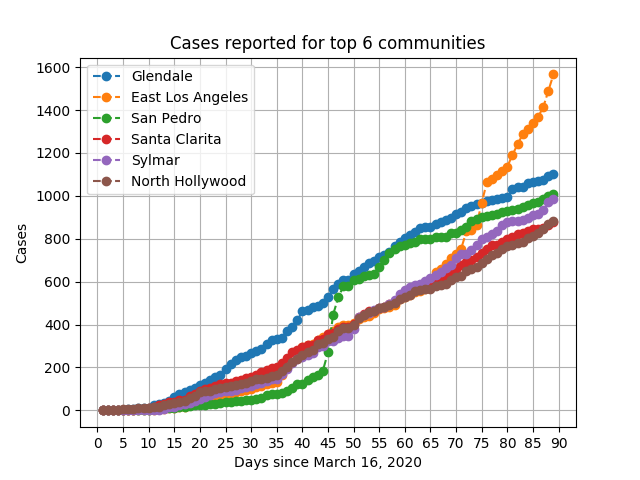 Cases reported for top 6 communities
Glendale
East Los Angeles
San Pedro
Santa Clarita
Sylmar
North Hollywood
Cases
1600
1400
1200
1000
800
600
400
200
0
0 5 10 15 20 25 30 35 40 45 50 55 60 65 70 75 80 85 90
Days since March 16, 2020